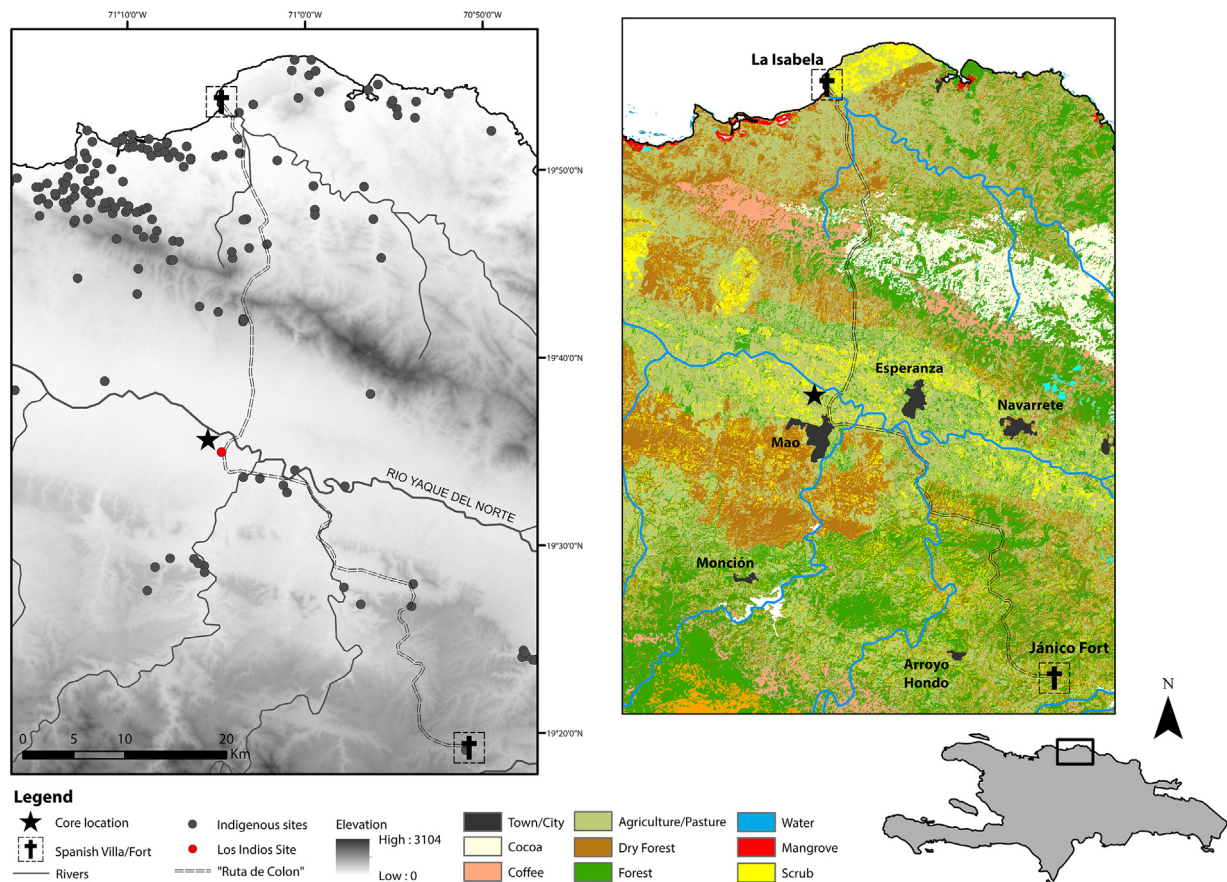 71°10'0"W
71°00'0"W
70°50'0"W
19°50'0"N
19°40'0"N
19°30'0"N
19°20'0"N
RIO YAQUE DEL NORTE
0
5
10
20
Km
La Isabela
Esperanza
Navarrete
Mao
Monción
Arroyo
Hondo
Jánico Fort
N
Legend
Core location
Spanish Villa/Fort
Rivers
Indigenous sites
Los Indios Site
"Ruta de Colon"
Elevation
High : 3104
Low : 0
Town/City
Cocoa
Coffee
Agriculture/Pasture
Dry Forest
Forest
Water
Mangrove
Scrub